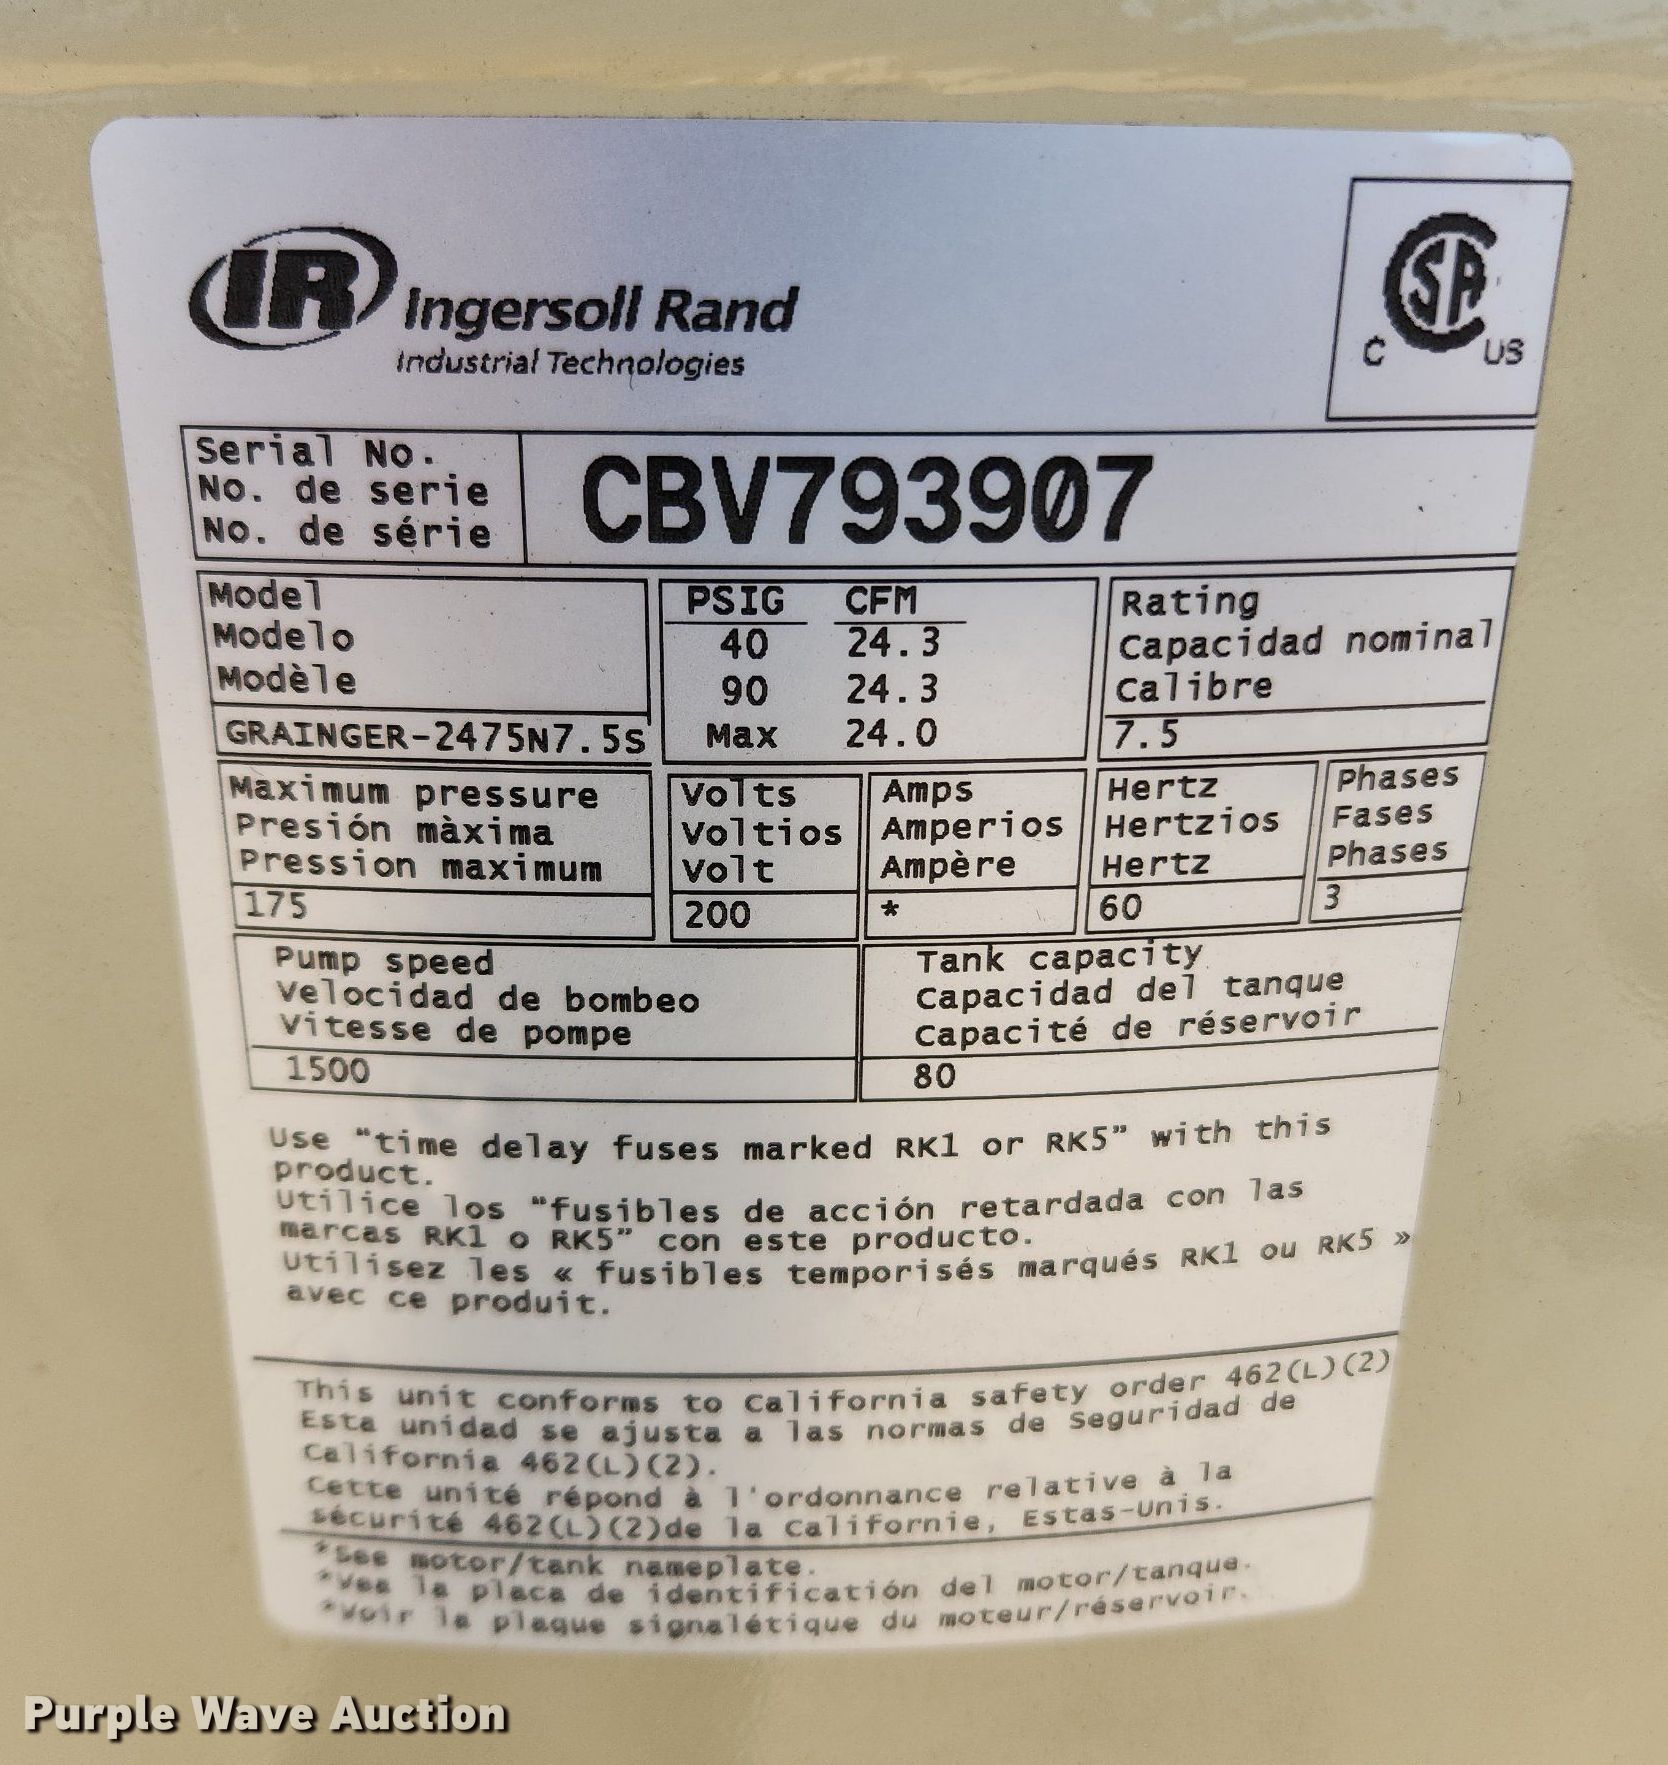 IR Ingersoll Rand
Industrial Technologies
CSA
C US
Serial No.
No. de serie
No. de série
CBV793907
Model
Modelo
Modèle
GRAINGER-2475N7.5S
PSIG CFM
40 24.3
90 24.3
Max 24.0
Rating
Capacidad nominal
Calibre
7.5
Maximum pressure
Presión màxima
Pression maximum
175
Volts
Voltios
Volt
200
Amps
Amperios
Ampère
*
Hertz
Hertzios
Hertz
60
Phases
Fases
Phases
3
Pump speed
Velocidad de bombeo
Vitesse de pompe
1500
Tank capacity
Capacidad del tanque
Capacité de réservoir
80
Use “time delay fuses marked RK1 or RK5” with this
product.
Utilice los “fusibles de acción retardada con las
marcas RK1 o RK5” con este producto.
Utilisez les « fusibles temporisés marqués RK1 ou RK5 »
avec ce produit.
This unit conforms to California safety order 462(L)(2)
Esta unidad se ajusta a las normas de Seguridad de
California 462(L)(2).
Cette unité répond à l'ordonnance relative à la
sécurité 462(L)(2)de la Californie, Estas-Unis.
*See motor/tank nameplate.
*Vea la placa de identificación del motor/tanque.
*Voir la plaque signalétique du moteur/réservoir.
Purple Wave Auction